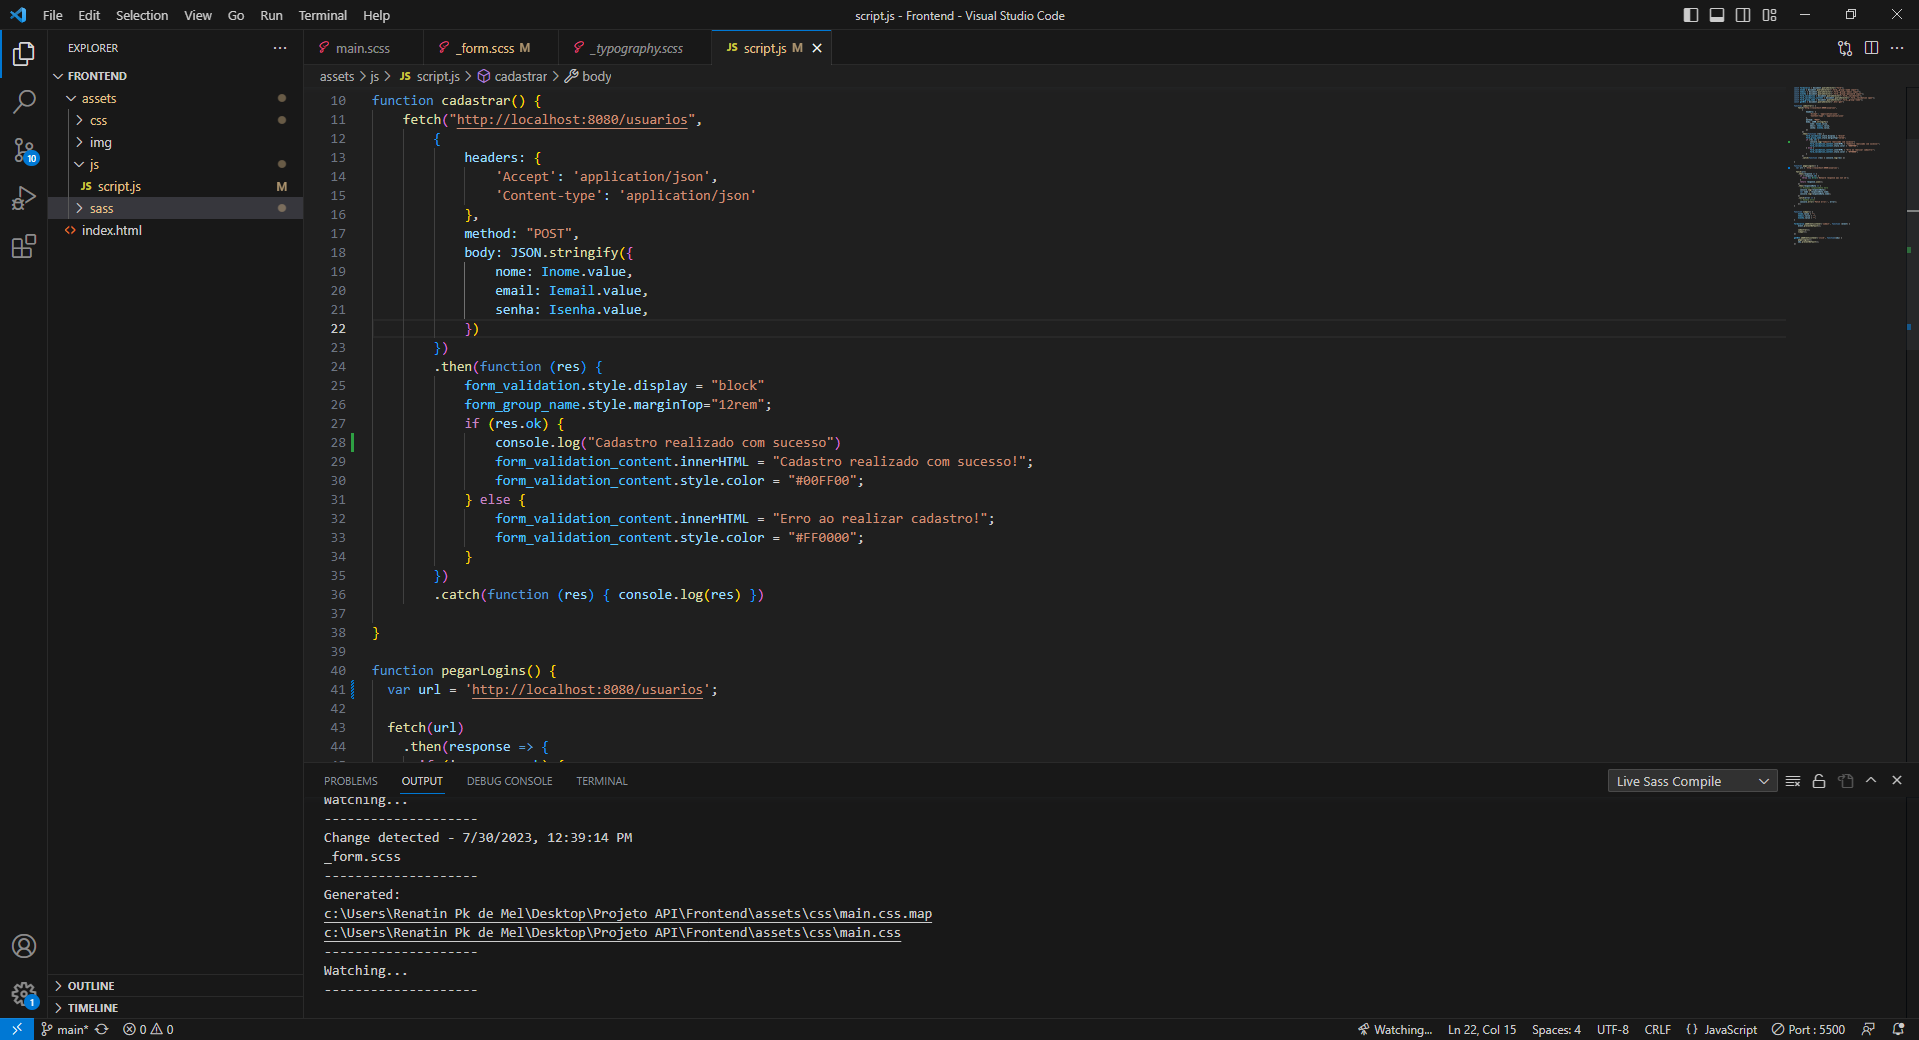 File Edit Selection View Go Run Terminal Help
script.js - Frontend - Visual Studio Code
EXPLORER
FRONTEND
assets
css
img
js
JS script.js M
sass
index.html
OUTLINE
TIMELINE
main.scss
_form.scss M
_typography.scss
JS script.js M
assets > js > JS script.js > cadastrar > body
10 function cadastrar() {
11 fetch("http://localhost:8080/usuarios",
12 {
13 headers: {
14 'Accept': 'application/json',
15 'Content-type': 'application/json'
16 },
17 method: "POST",
18 body: JSON.stringify({
19 nome: Inome.value,
20 email: Iemail.value,
21 senha: Isenha.value,
22 })
23 })
24 .then(function (res) {
25 form_validation.style.display = "block"
26 form_group_name.style.marginTop="12rem";
27 if (res.ok) {
28 console.log("Cadastro realizado com sucesso")
29 form_validation_content.innerHTML = "Cadastro realizado com sucesso!";
30 form_validation_content.style.color = "#00FF00";
31 } else {
32 form_validation_content.innerHTML = "Erro ao realizar cadastro!";
33 form_validation_content.style.color = "#FF0000";
34 }
35 })
36 .catch(function (res) { console.log(res) })
37
38 }
39
40 function pegarLogins() {
41 var url = 'http://localhost:8080/usuarios';
42
43 fetch(url)
44 .then(response => {
PROBLEMS OUTPUT DEBUG CONSOLE TERMINAL
Live Sass Compile
Watching...
--------------------
Change detected - 7/30/2023, 12:39:14 PM
_form.scss
--------------------
Generated:
c:\Users\Renatin Pk de Mel\Desktop\Projeto API\Frontend\assets\css\main.css.map
c:\Users\Renatin Pk de Mel\Desktop\Projeto API\Frontend\assets\css\main.css
--------------------
Watching...
--------------------
10
1
main* 0 0
Watching... Ln 22, Col 15 Spaces: 4 UTF-8 CRLF {} JavaScript Port : 5500